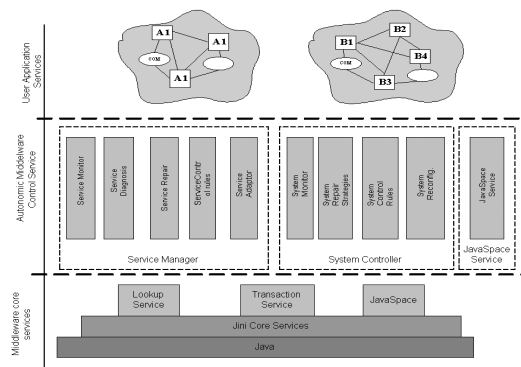 User Application
Services
A1
A1
COM
A1
B2
B1
B4
COM
B3
Autonomic Middelware
Control Service
Service Monitor
Service
Diagnosis
Service Repair
ServiceContr
ol rules
Service
Adaptor
Service Manager
System
Monitor
System
Repair
Strategies
System
Control
Rules
System
Reconfig.
System Controller
JavaSpace
Service
JavaSpace
Service
Middleware core
services
Lookup
Service
Transaction
Service
JavaSpace
Jini Core Services
Java